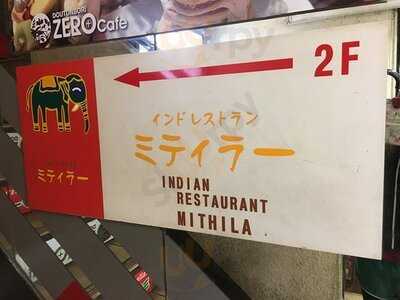 DOUTONBORI
ZERO Cafe
2F
インドレストラン
ミティラー
INDIAN
RESTAURANT
MITHILA
ミティラー